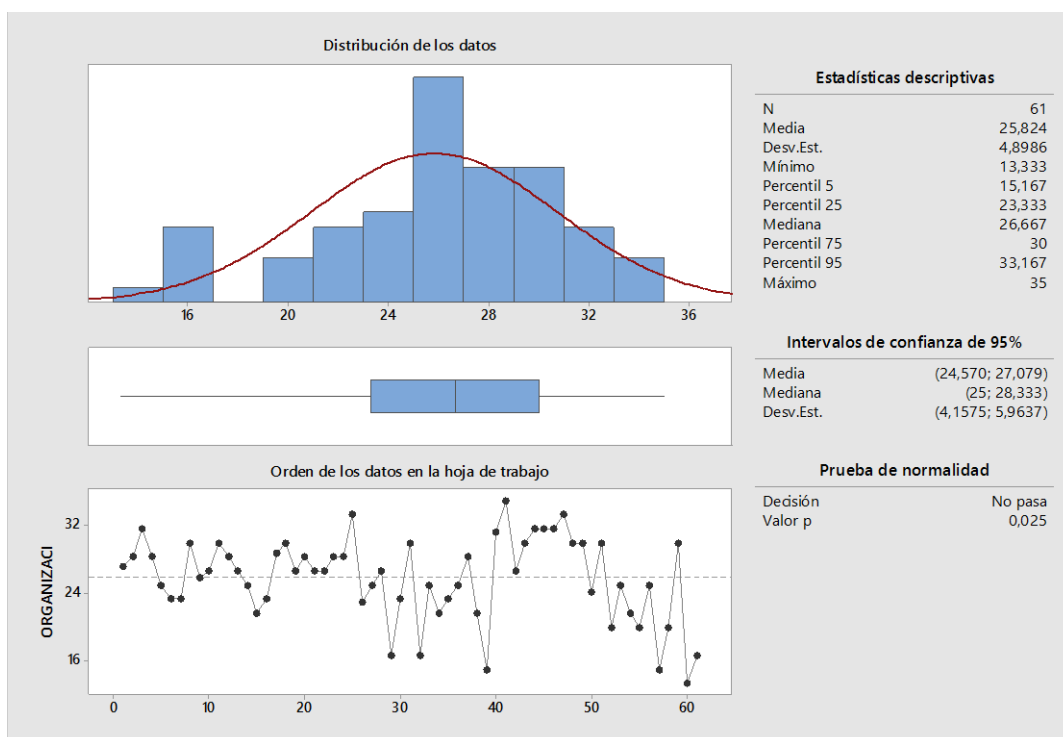 Distribución de los datos
16 20 24 28 32 36
Estadísticas descriptivas
N 61
Media 25,824
Desv.Est. 4,8986
Mínimo 13,333
Percentil 5 15,167
Percentil 25 23,333
Mediana 26,667
Percentil 75 30
Percentil 95 33,167
Máximo 35
Intervalos de confianza de 95%
Media (24,570; 27,079)
Mediana (25; 28,333)
Desv.Est. (4,1575; 5,9637)
Orden de los datos en la hoja de trabajo
ORGANIZACI
32
24
16
0 10 20 30 40 50 60
Prueba de normalidad
Decisión No pasa
Valor p 0,025